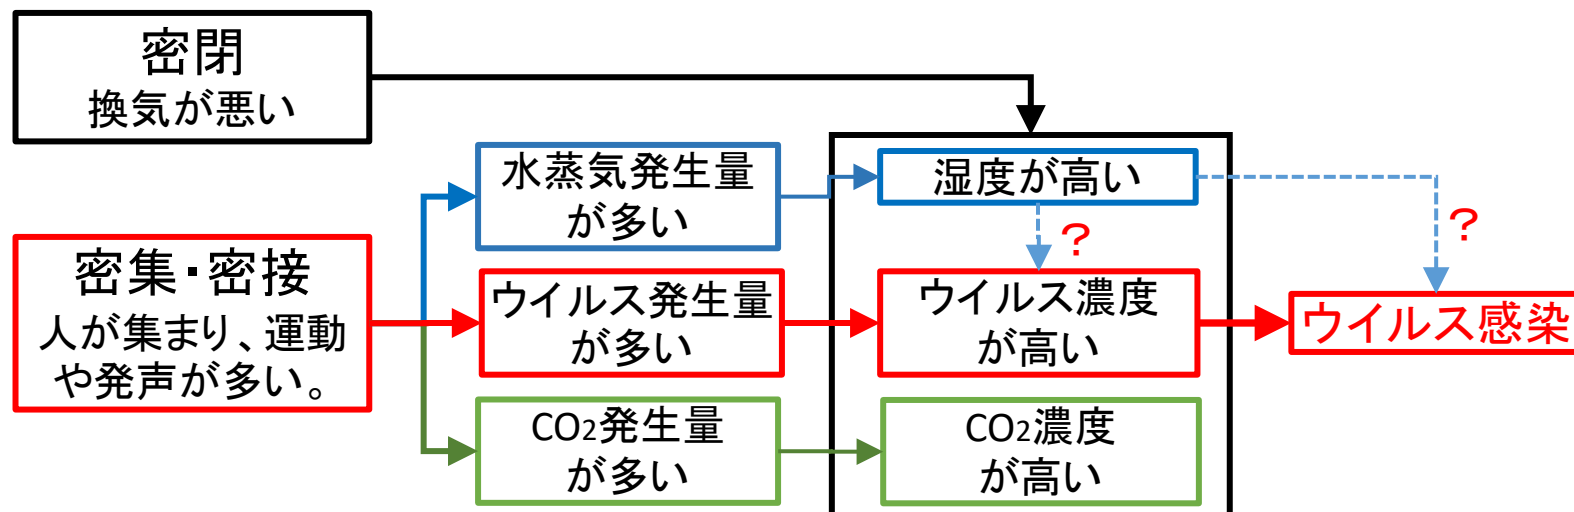 密閉
換気が悪い
水蒸気発生量
が多い
湿度が高い
?
?
密集・密接
人が集まり、運動
や発声が多い。
ウイルス発生量
が多い
ウイルス濃度
が高い
ウイルス感染
CO2発生量
が多い
CO2濃度
が高い